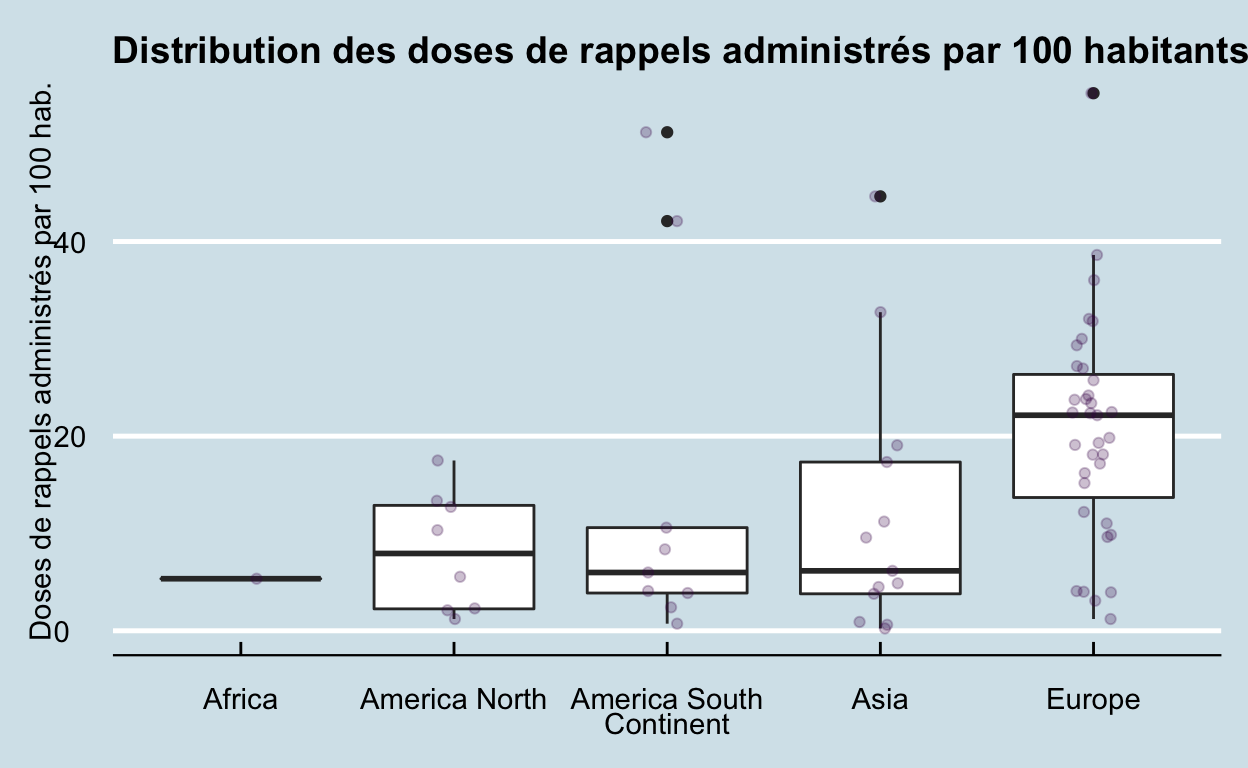 Distribution des doses de rappels administrés par 100 habitants
Doses de rappels administrés par 100 hab.
40
20
0
Africa
America North
America South
Asia
Europe
Continent